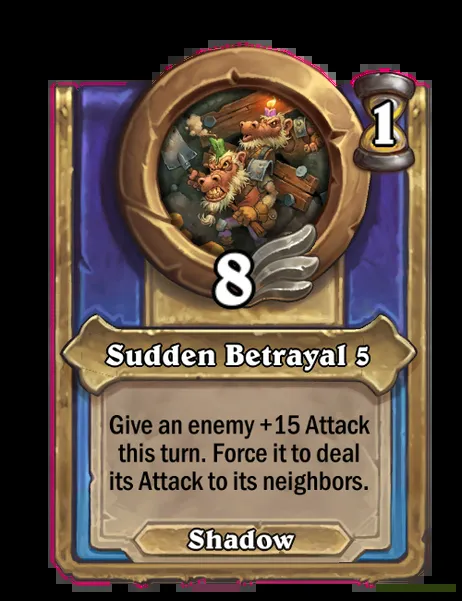 1
8
Sudden Betrayal 5
Give an enemy +15 Attack
this turn. Force it to deal
its Attack to its neighbors.
Shadow